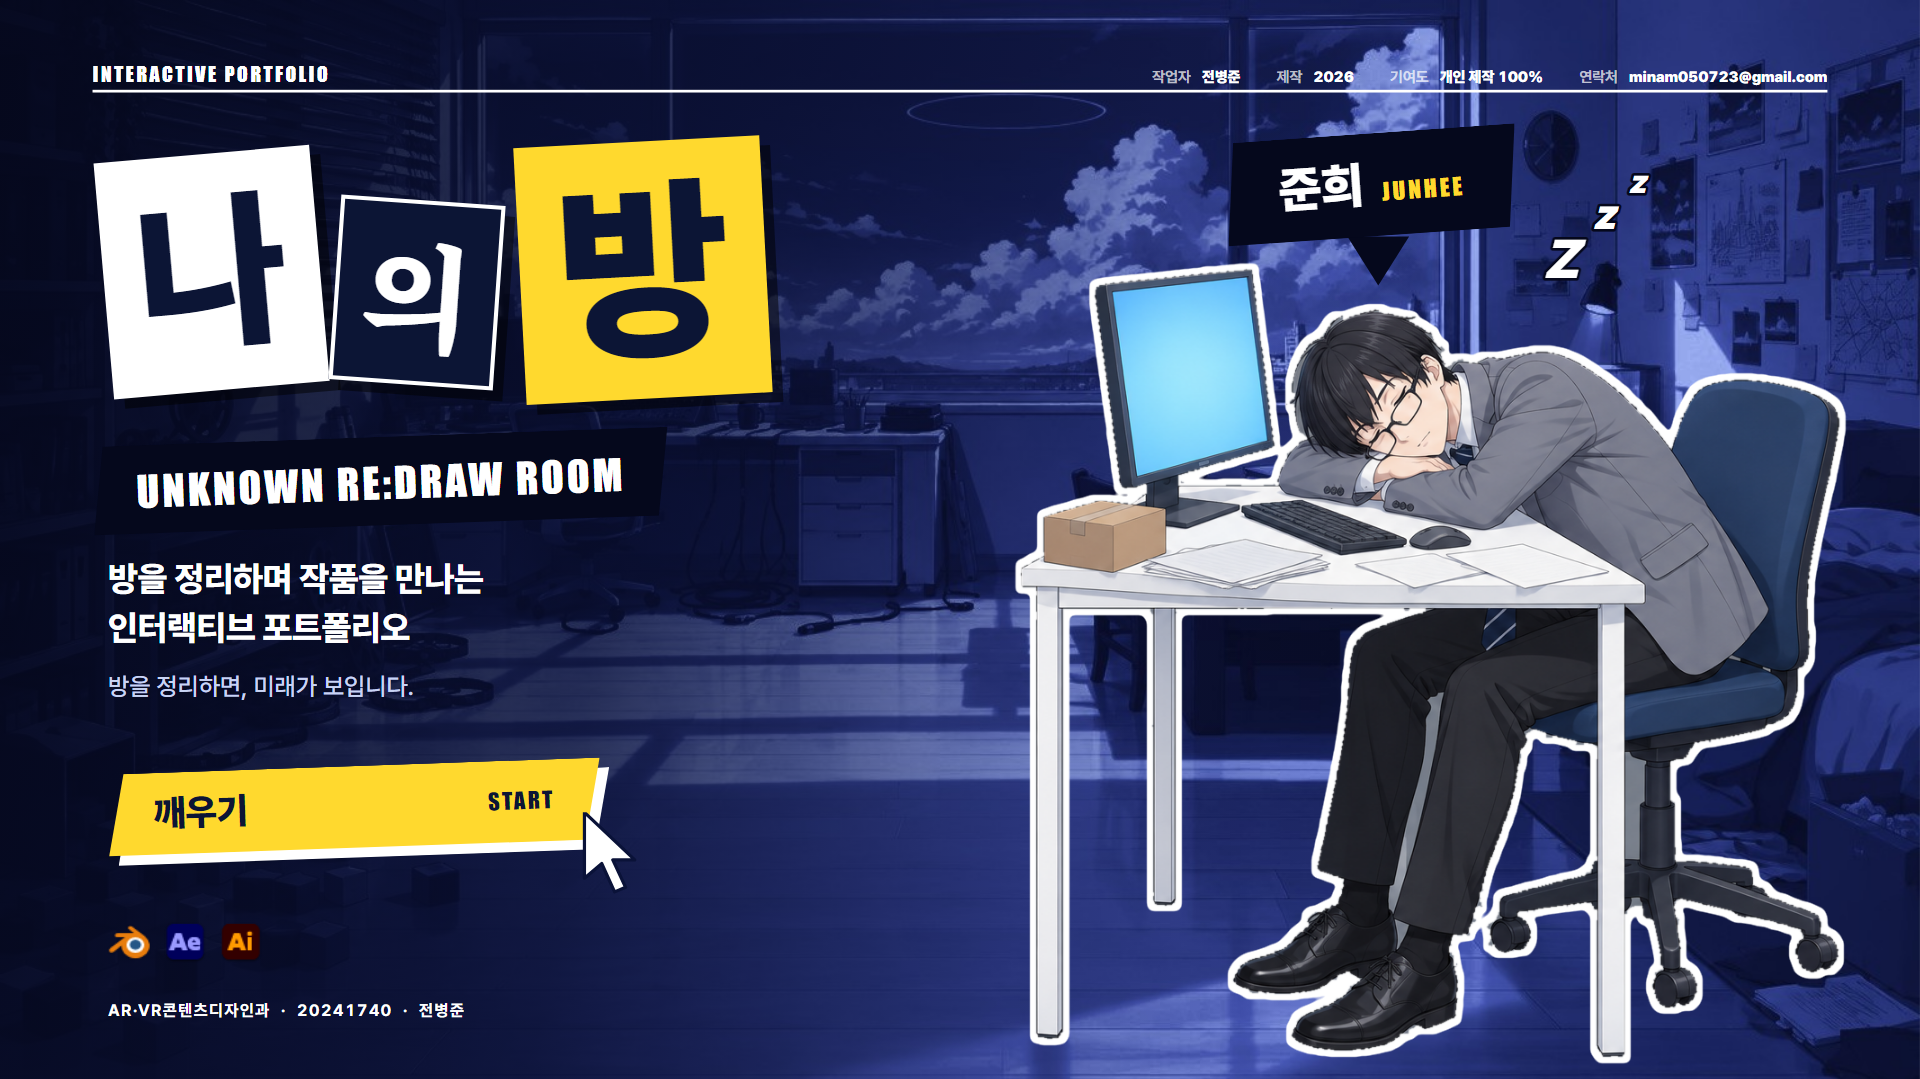 INTERACTIVE PORTFOLIO
작업자 전병준 제작 2026 기여도 개인 제작 100% 연락처 minam050723@gmail.com
나의방
준희 JUNHEE
z
z
Z
UNKNOWN RE:DRAW ROOM
방을 정리하며 작품을 만나는
인터랙티브 포트폴리오
방을 정리하면, 미래가 보입니다.
깨우기 START
Ae Ai
AR·VR콘텐츠디자인과 · 20241740 · 전병준